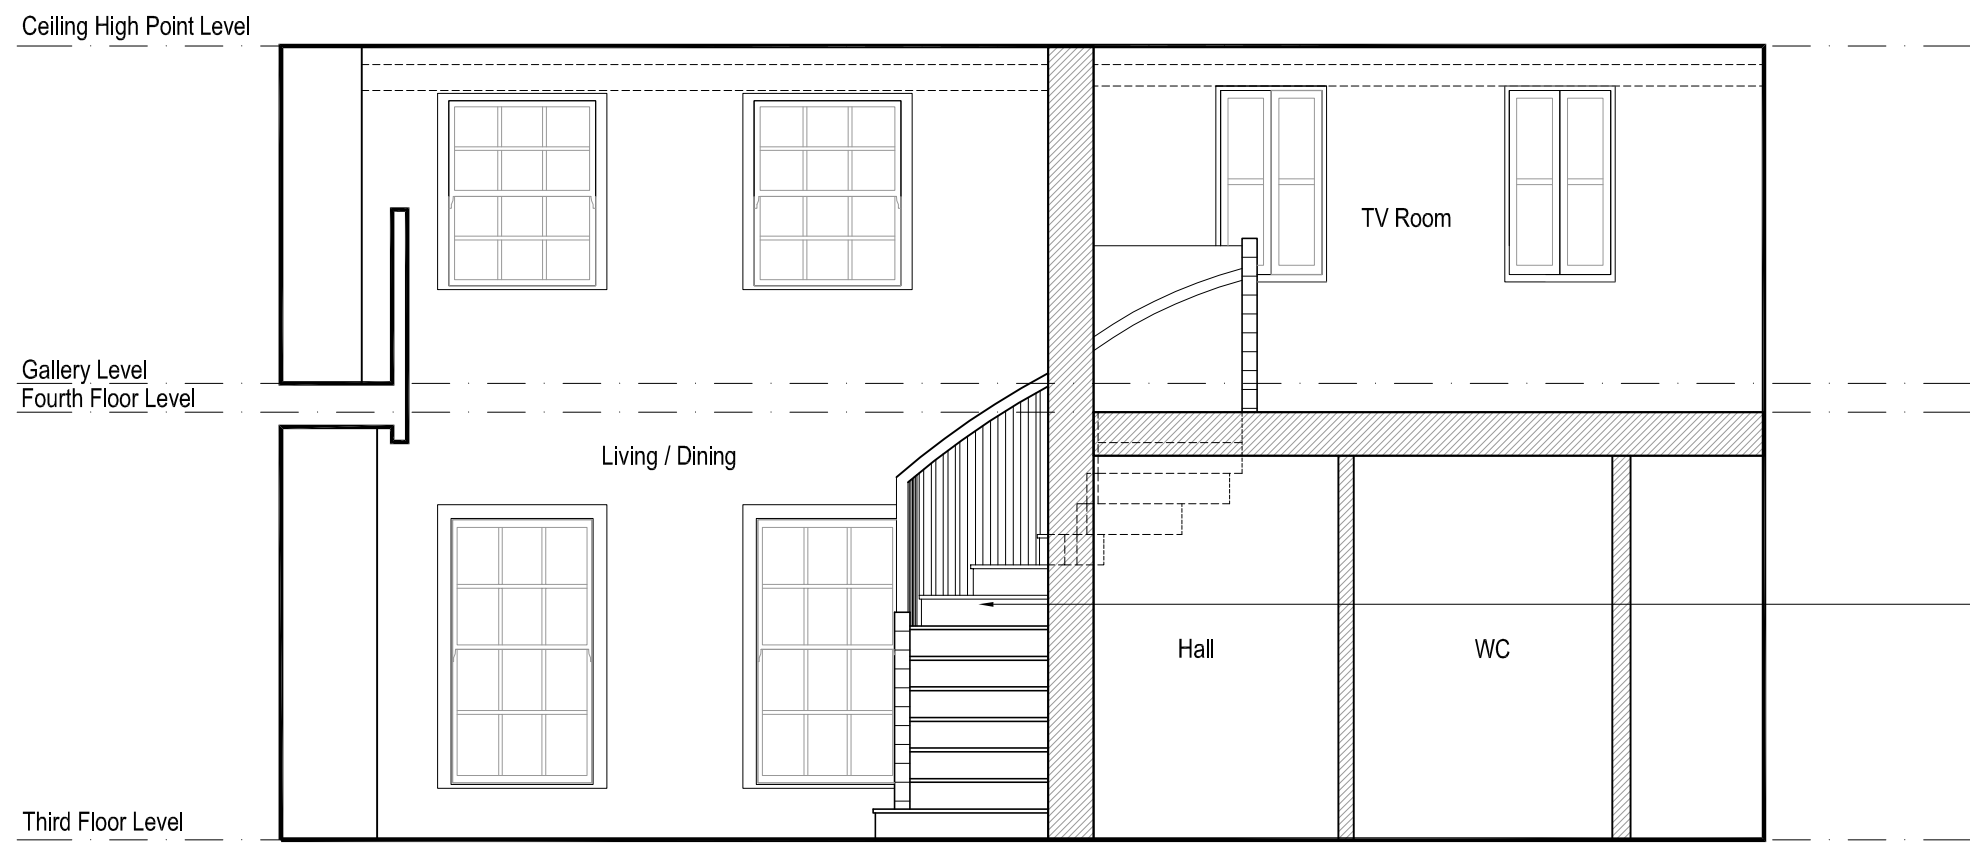 Ceiling High Point Level
TV Room
Gallery Level
Fourth Floor Level
Living / Dining
Hall
WC
Third Floor Level